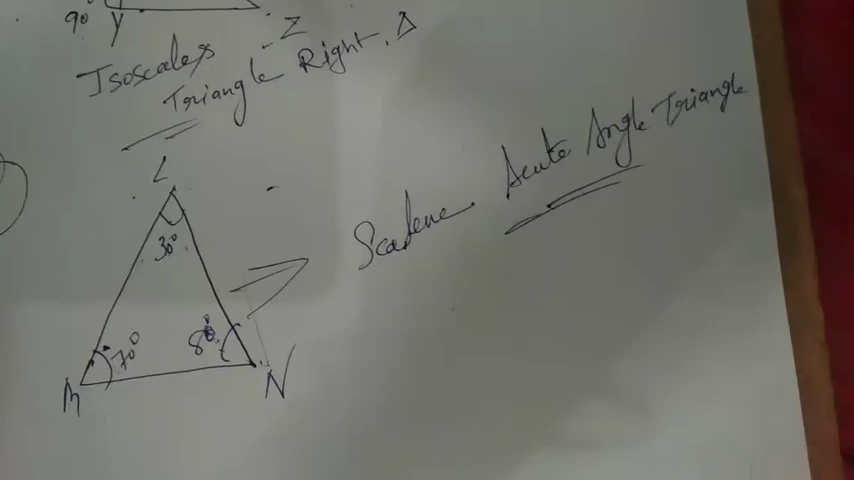 90°
Y
Z
Isoscales
Triangle Right. Δ
L
30°
Scalene. Acute Angle Triangle
70°
80°
M
N